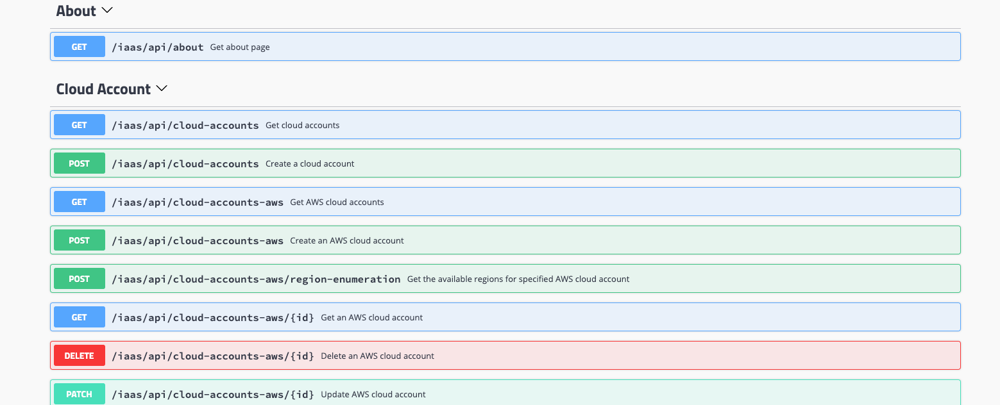 About
GET /iaas/api/about Get about page
Cloud Account
GET /iaas/api/cloud-accounts Get cloud accounts
POST /iaas/api/cloud-accounts Create a cloud account
GET /iaas/api/cloud-accounts-aws Get AWS cloud accounts
POST /iaas/api/cloud-accounts-aws Create an AWS cloud account
POST /iaas/api/cloud-accounts-aws/region-enumeration Get the available regions for specified AWS cloud account
GET /iaas/api/cloud-accounts-aws/{id} Get an AWS cloud account
DELETE /iaas/api/cloud-accounts-aws/{id} Delete an AWS cloud account
PATCH /iaas/api/cloud-accounts-aws/{id} Update AWS cloud account